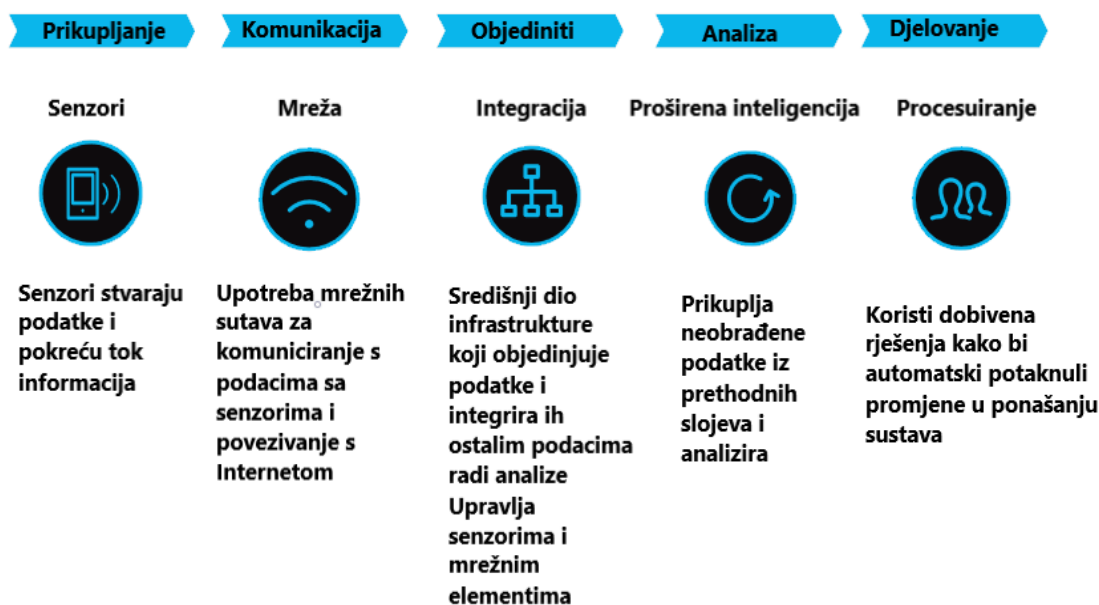 Prikupljanje
Komunikacija
Objediniti
Analiza
Djelovanje
Senzori
Mreža
Integracija
Proširena inteligencija
Procesuiranje
Senzori stvaraju
podatke i
pokreću tok
informacija
Upotreba mrežnih
sutava za
komuniciranje s
podacima sa
senzorima i
povezivanje s
Internetom
Središnji dio
infrastrukture
koji objedinjuje
podatke i
integrira ih
ostalim podacima
radi analize
Upravlja
senzorima i
mrežnim
elementima
Prikuplja
neobrađene
podatke iz
prethodnih
slojeva i
analizira
Koristi dobivena
rješenja kako bi
automatski potaknuli
promjene u ponašanju
sustava